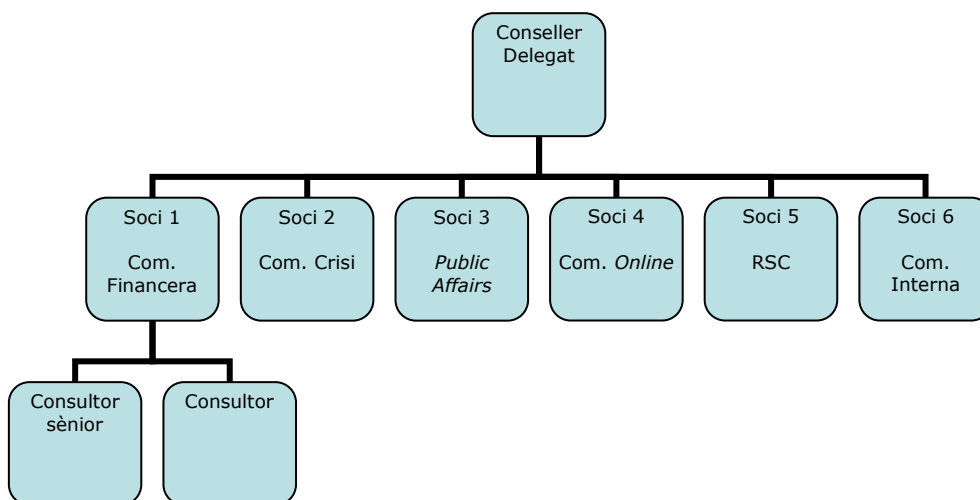 Conseller
Delegat
Soci 1
Com.
Financera
Soci 2
Com. Crisi
Soci 3
Public
Affairs
Soci 4
Com. Online
Soci 5
RSC
Soci 6
Com.
Interna
Consultor
sènior
Consultor